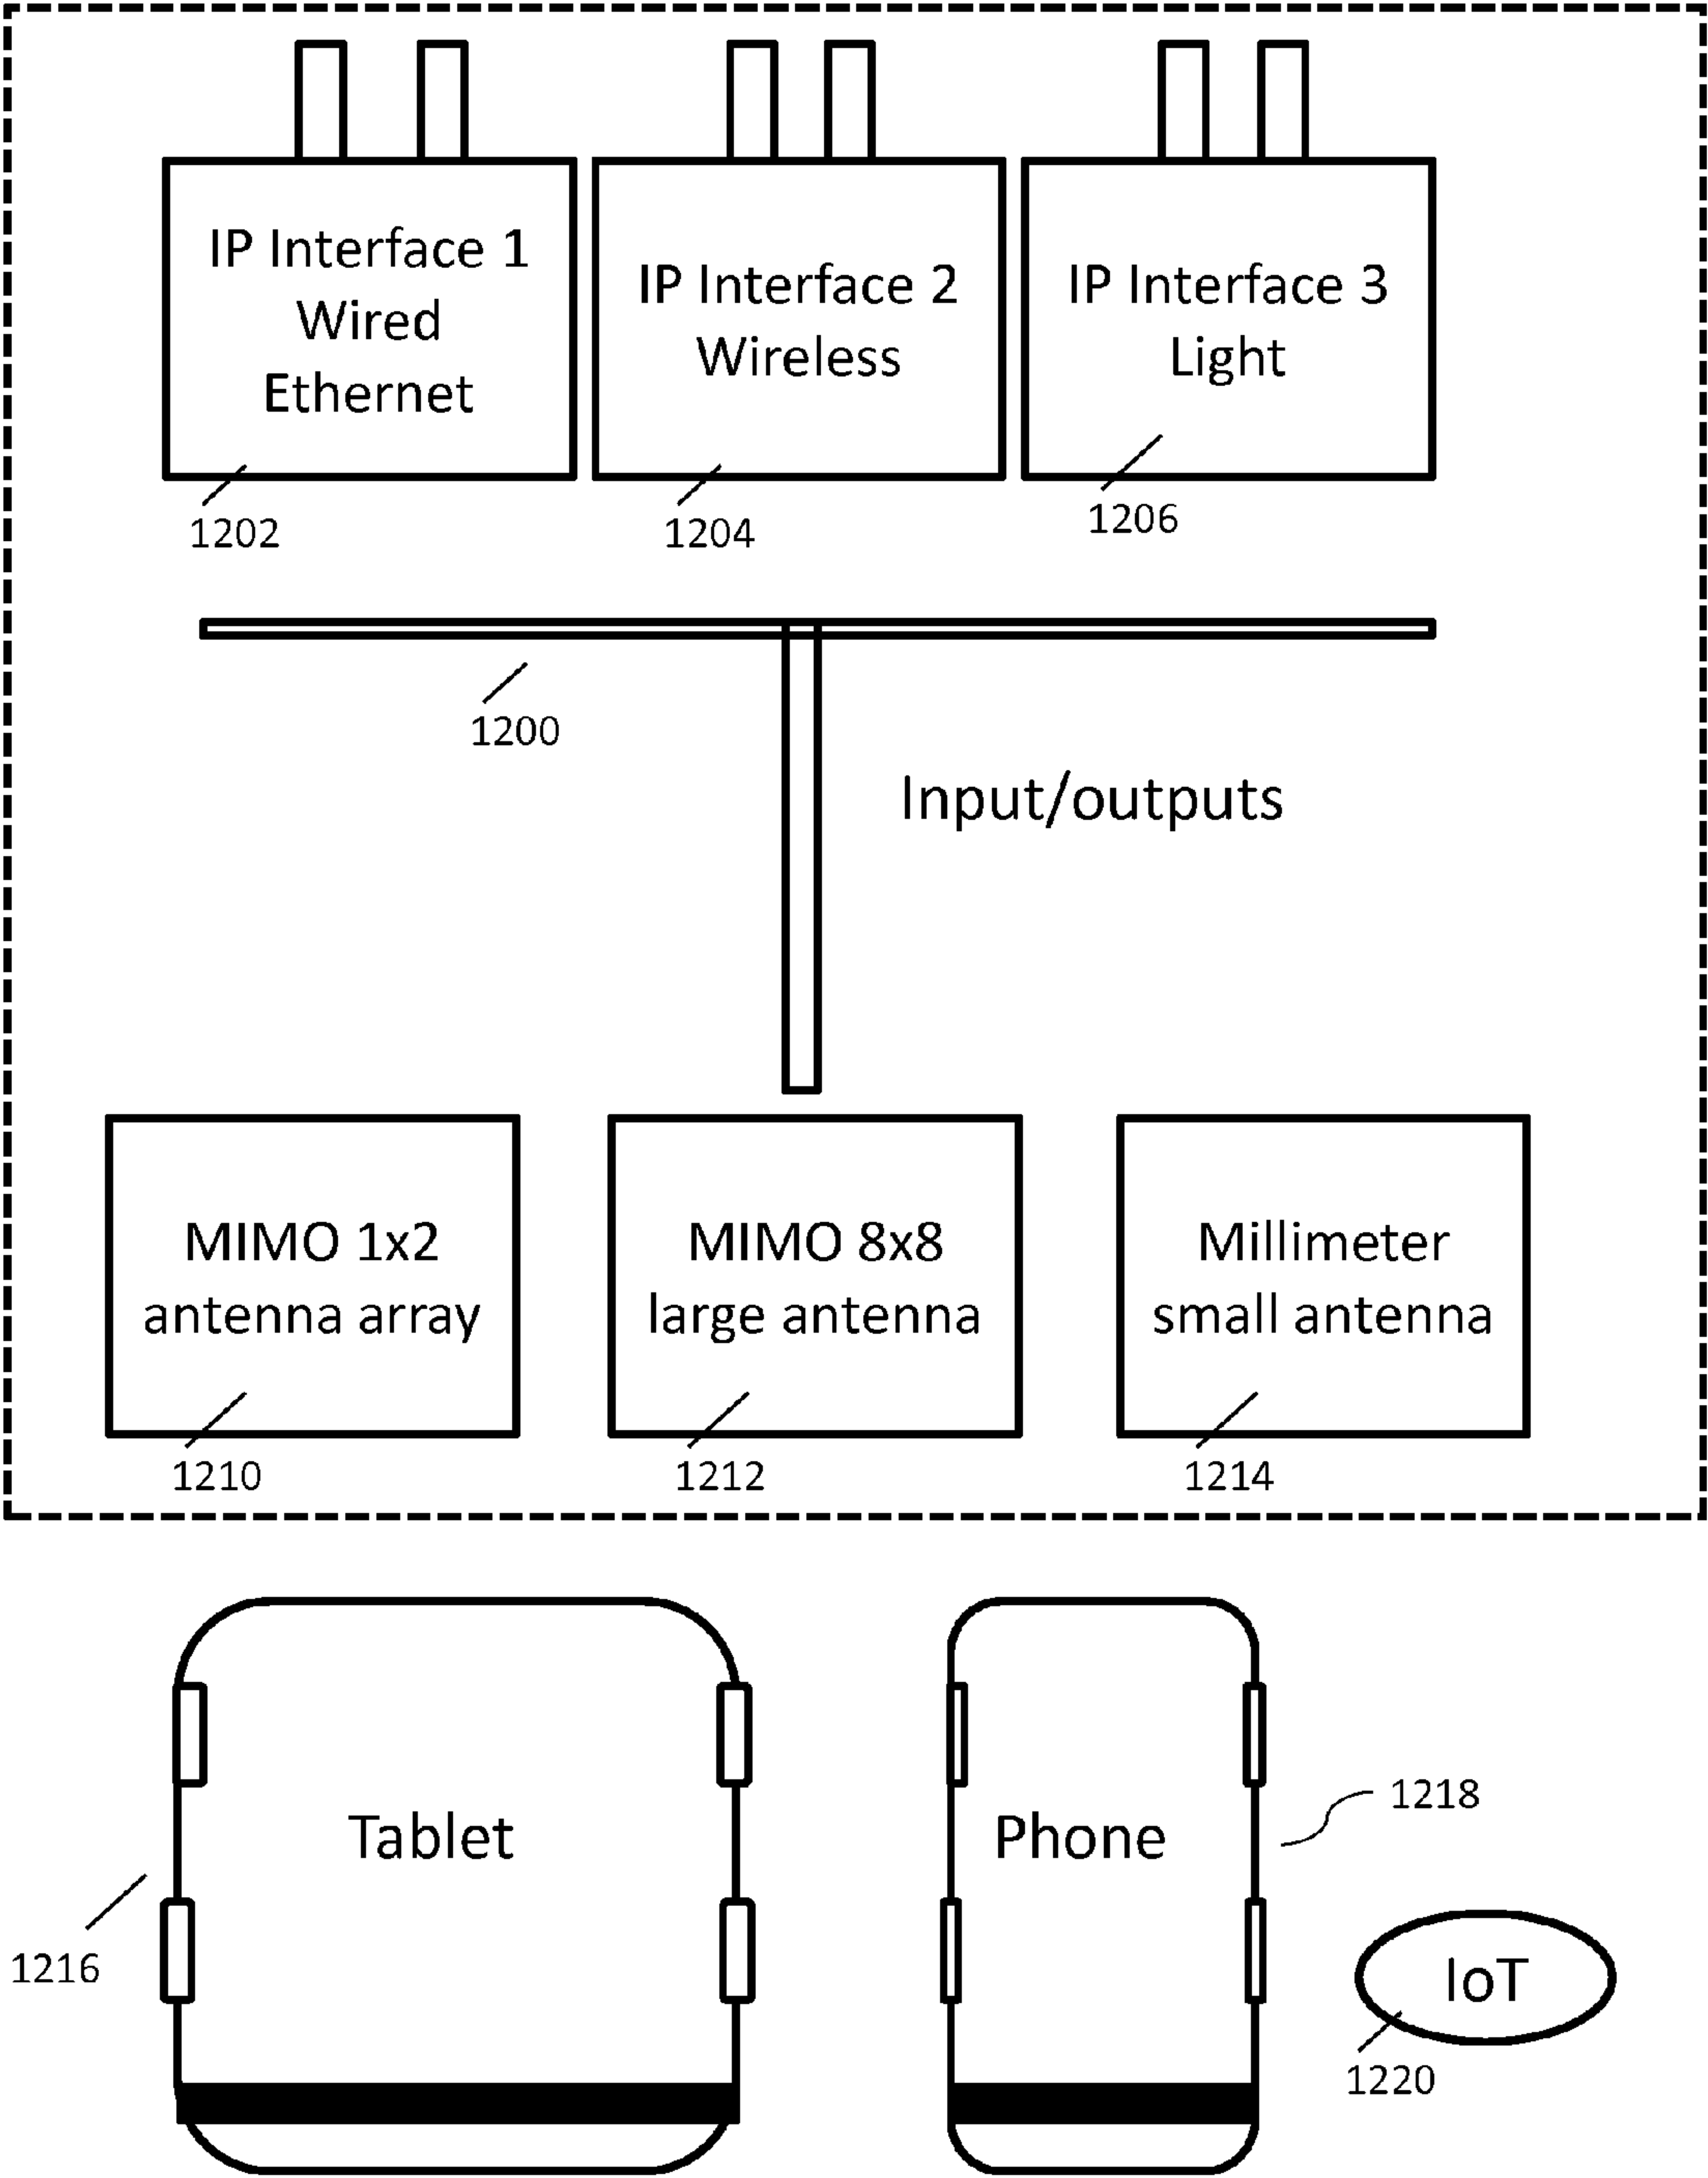 IP Interface 1
Wired
Ethernet
1202
IP Interface 2
Wireless
1204
IP Interface 3
Light
1206
1200
Input/outputs
MIMO 1x2
antenna array
1210
MIMO 8x8
large antenna
1212
Millimeter
small antenna
1214
Tablet
1216
Phone
1218
IoT
1220